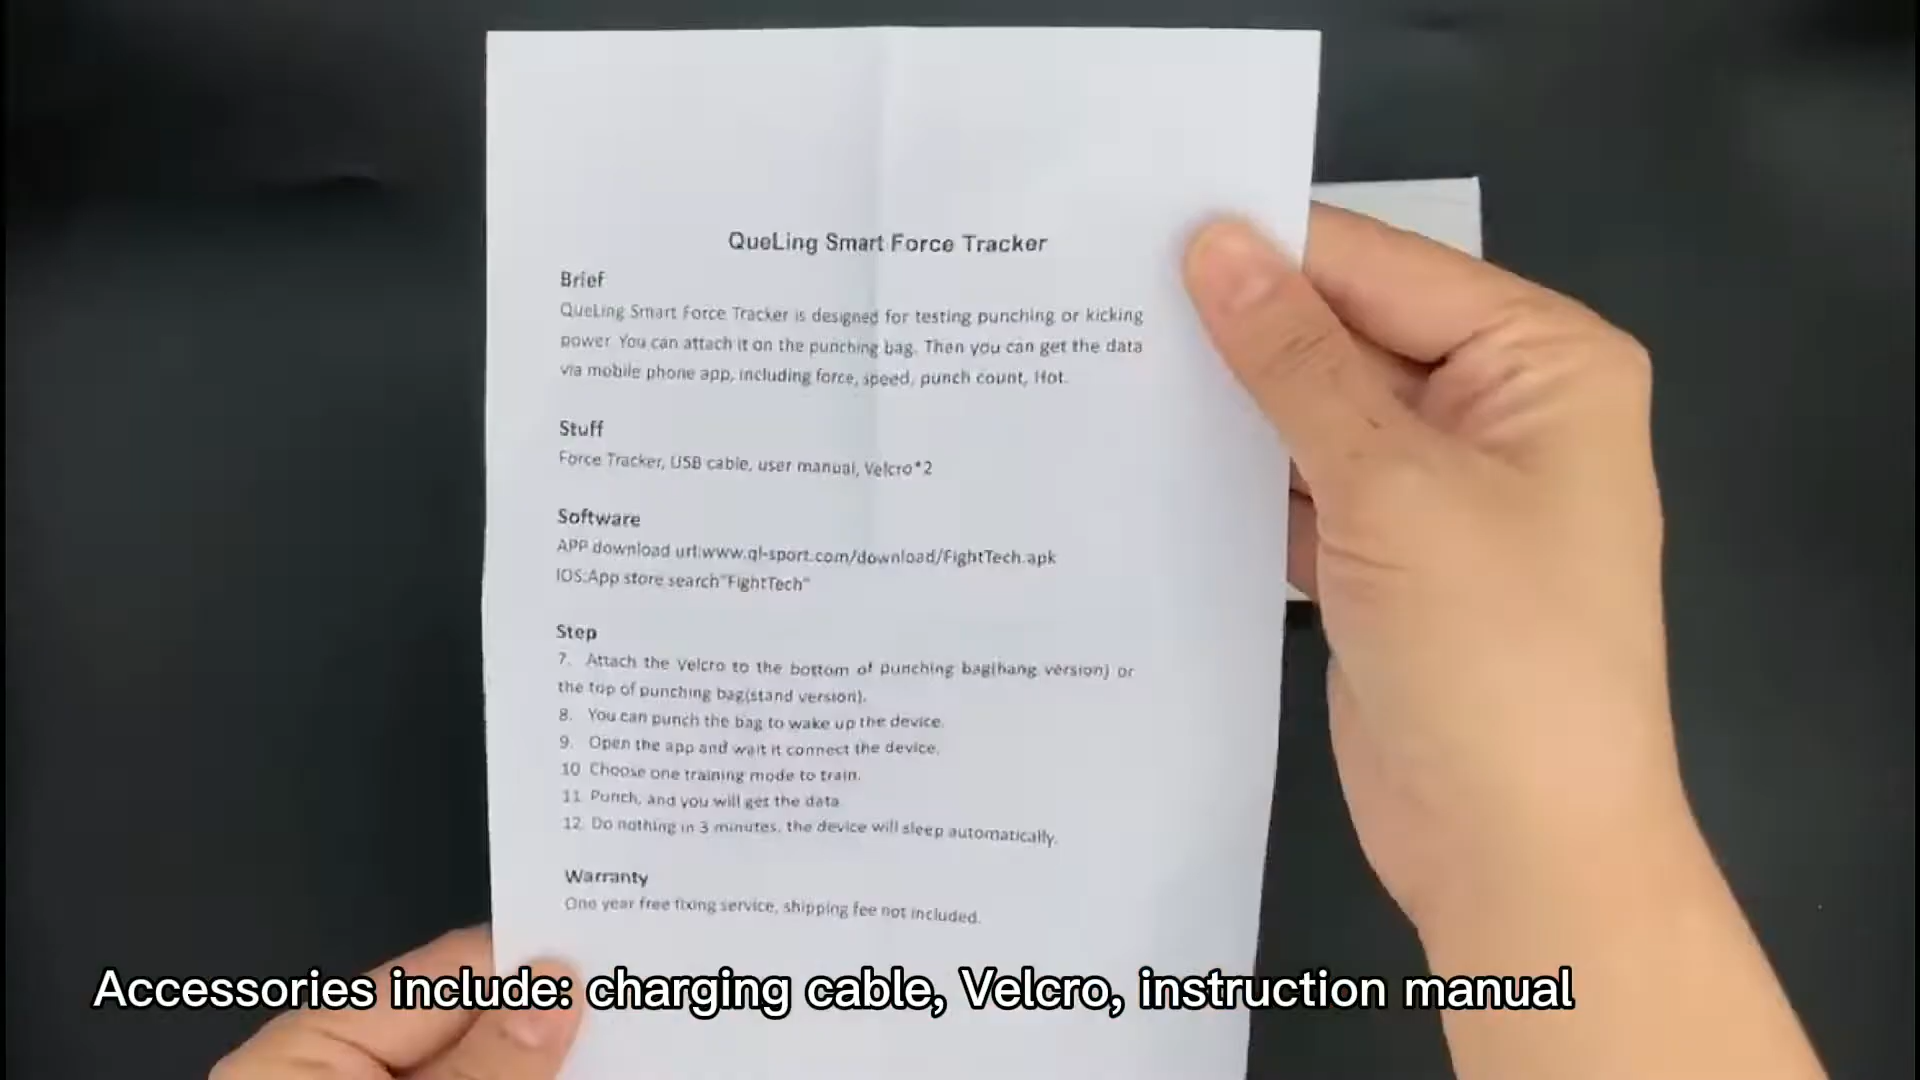 QueLing Smart Force Tracker
Brief
QueLing Smart Force Tracker is designed for testing punching or kicking
power. You can attach it on the punching bag. Then you can get the data
via mobile phone app, including force, speed, punch count, Hot.
Stuff
Force Tracker, USB cable, user manual, Velcro*2
Software
APP download url:www.ql-sport.com/download/FightTech.apk
IOS:App store search"FightTech"
Step
7. Attach the Velcro to the bottom of punching bag(hang version) or
the top of punching bag(stand version).
8. You can punch the bag to wake up the device.
9. Open the app and wait it connect the device.
10. Choose one training mode to train.
11. Punch, and you will get the data.
12. Do nothing in 3 minutes, the device will sleep automatically.
Warranty
One year free fixing service, shipping fee not included.
Accessories include: charging cable, Velcro, instruction manual